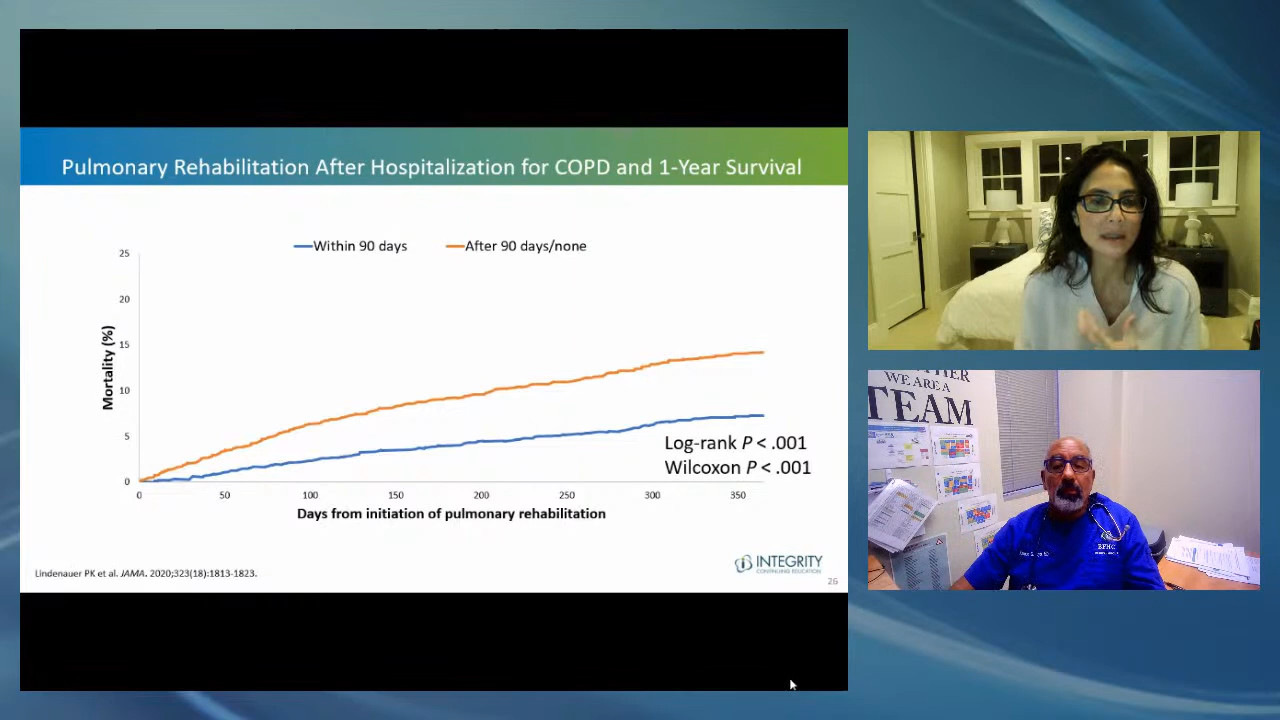 Pulmonary Rehabilitation After Hospitalization for COPD and 1-Year Survival
Within 90 days
After 90 days/none
25
20
15
10
5
0
Mortality (%)
0
50
100
150
200
250
300
350
Days from initiation of pulmonary rehabilitation
Log-rank P < .001
Wilcoxon P < .001
Lindenauer PK et al. JAMA. 2020;323(18):1813-1823.
INTEGRITY
CONTINUING EDUCATION
26
WE ARE A
TEAM
BPHC